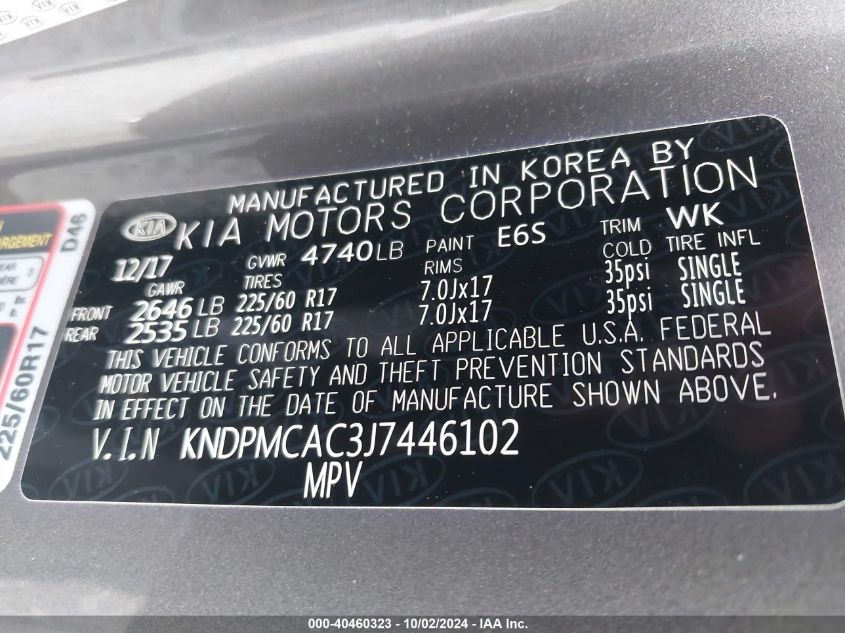 MANUFACTURED IN KOREA BY
KIA KIA MOTORS CORPORATION
12/17 GVWR 4740LB PAINT E6S TRIM WK
GAWR TIRES RIMS COLD TIRE INFL
FRONT 2646 LB 225/60 R17 7.0Jx17 35psi SINGLE
REAR 2535 LB 225/60 R17 7.0Jx17 35psi SINGLE
THIS VEHICLE CONFORMS TO ALL APPLICABLE U.S.A. FEDERAL
MOTOR VEHICLE SAFETY AND THEFT PREVENTION STANDARDS
IN EFFECT ON THE DATE OF MANUFACTURE SHOWN ABOVE.
V.I.N KNDPMCAC3J7446102
MPV
D46
225/60R17
000-40460323 - 10/02/2024 - IAA Inc.